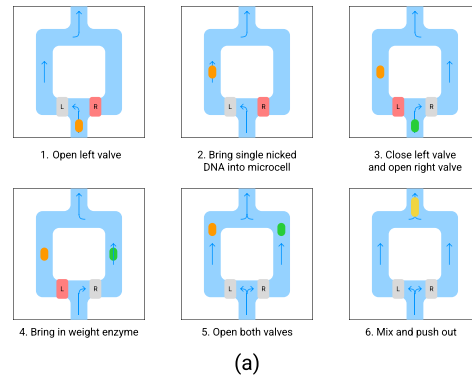 L R
L R
L R
1. Open left valve
2. Bring single nicked
DNA into microcell
3. Close left valve
and open right valve
L R
L R
L R
4. Bring in weight enzyme
5. Open both valves
6. Mix and push out
(a)